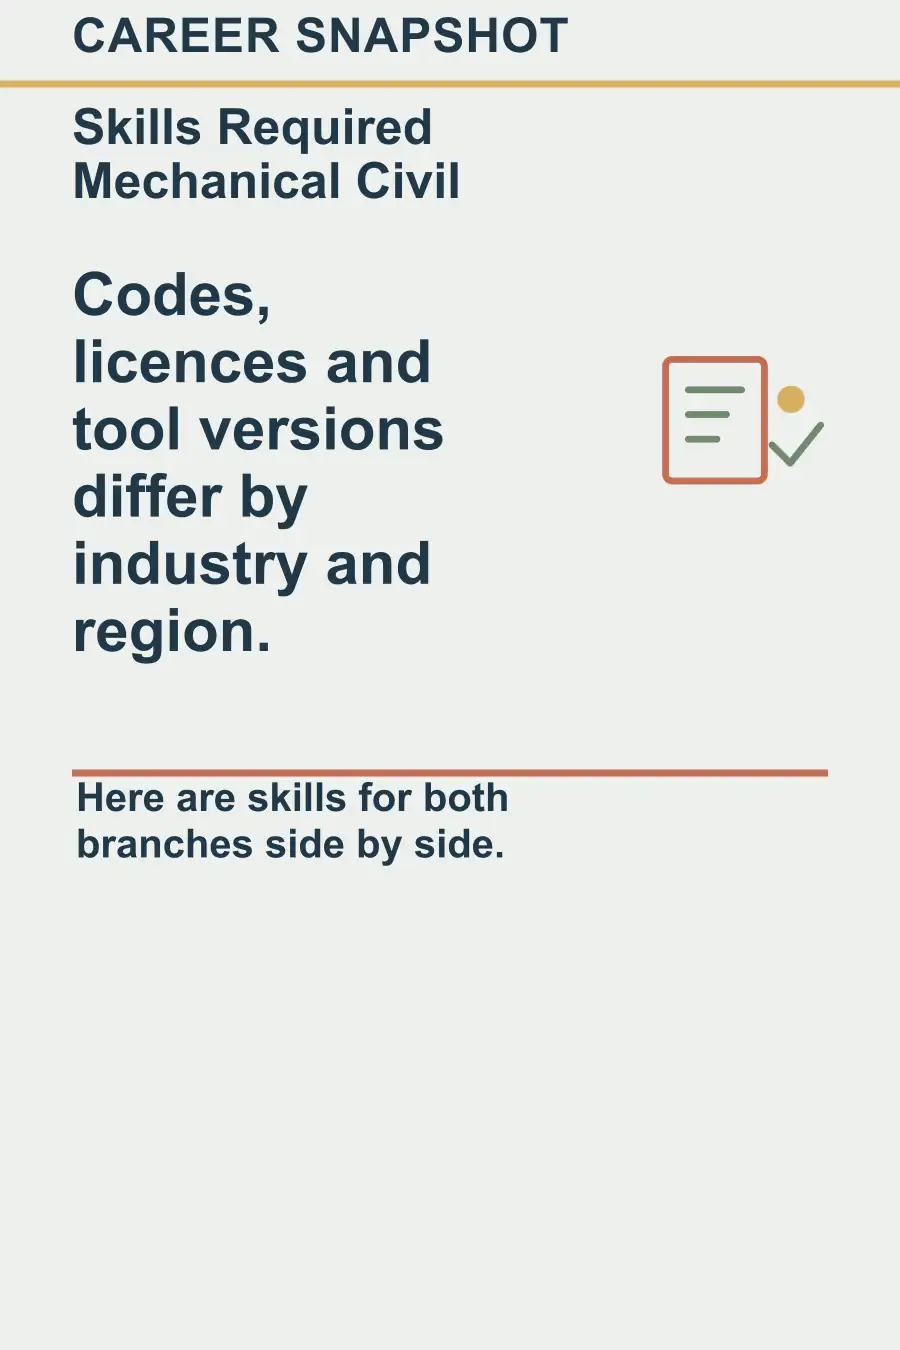 CAREER SNAPSHOT
Skills Required
Mechanical Civil
Codes,
licences and
tool versions
differ by
industry and
region.
Here are skills for both
branches side by side.